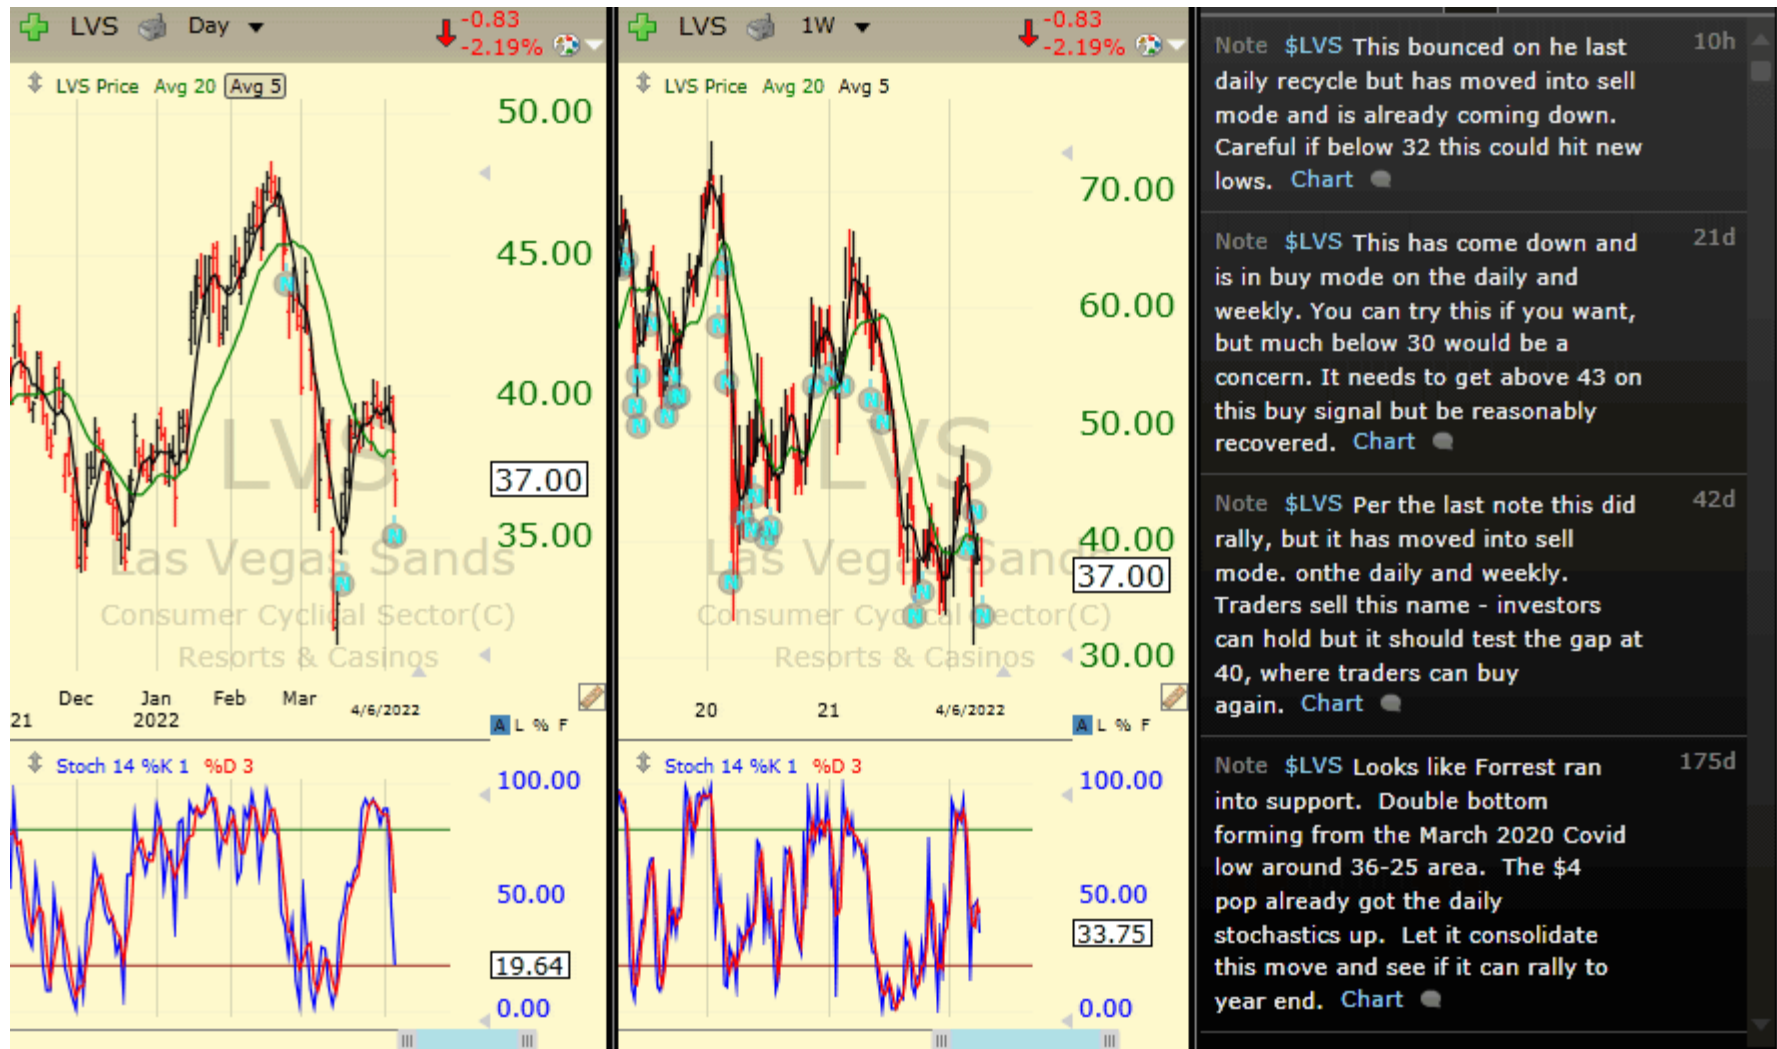 LVS Day -0.83
-2.19%
LVS Price Avg 20 Avg 5
50.00
45.00
40.00
37.00
35.00
LVS
Las Vegas Sands
Consumer Cyclical Sector(C)
Resorts & Casinos
Dec Jan Feb Mar 4/6/2022
21 2022
A L % F
Stoch 14 %K 1 %D 3
100.00
50.00
19.64
0.00
LVS 1W -0.83
-2.19%
LVS Price Avg 20 Avg 5
70.00
60.00
50.00
40.00
37.00
30.00
LVS
Las Vegas Sands
Consumer Cyclical Sector(C)
Resorts & Casinos
20 21 4/6/2022
A L % F
Stoch 14 %K 1 %D 3
100.00
50.00
33.75
0.00
Note $LVS This bounced on he last 10h
daily recycle but has moved into sell
mode and is already coming down.
Careful if below 32 this could hit new
lows. Chart
Note $LVS This has come down and 21d
is in buy mode on the daily and
weekly. You can try this if you want,
but much below 30 would be a
concern. It needs to get above 43 on
this buy signal but be reasonably
recovered. Chart
Note $LVS Per the last note this did 42d
rally, but it has moved into sell
mode. onthe daily and weekly.
Traders sell this name - investors
can hold but it should test the gap at
40, where traders can buy
again. Chart
Note $LVS Looks like Forrest ran 175d
into support. Double bottom
forming from the March 2020 Covid
low around 36-25 area. The $4
pop already got the daily
stochastics up. Let it consolidate
this move and see if it can rally to
year end. Chart